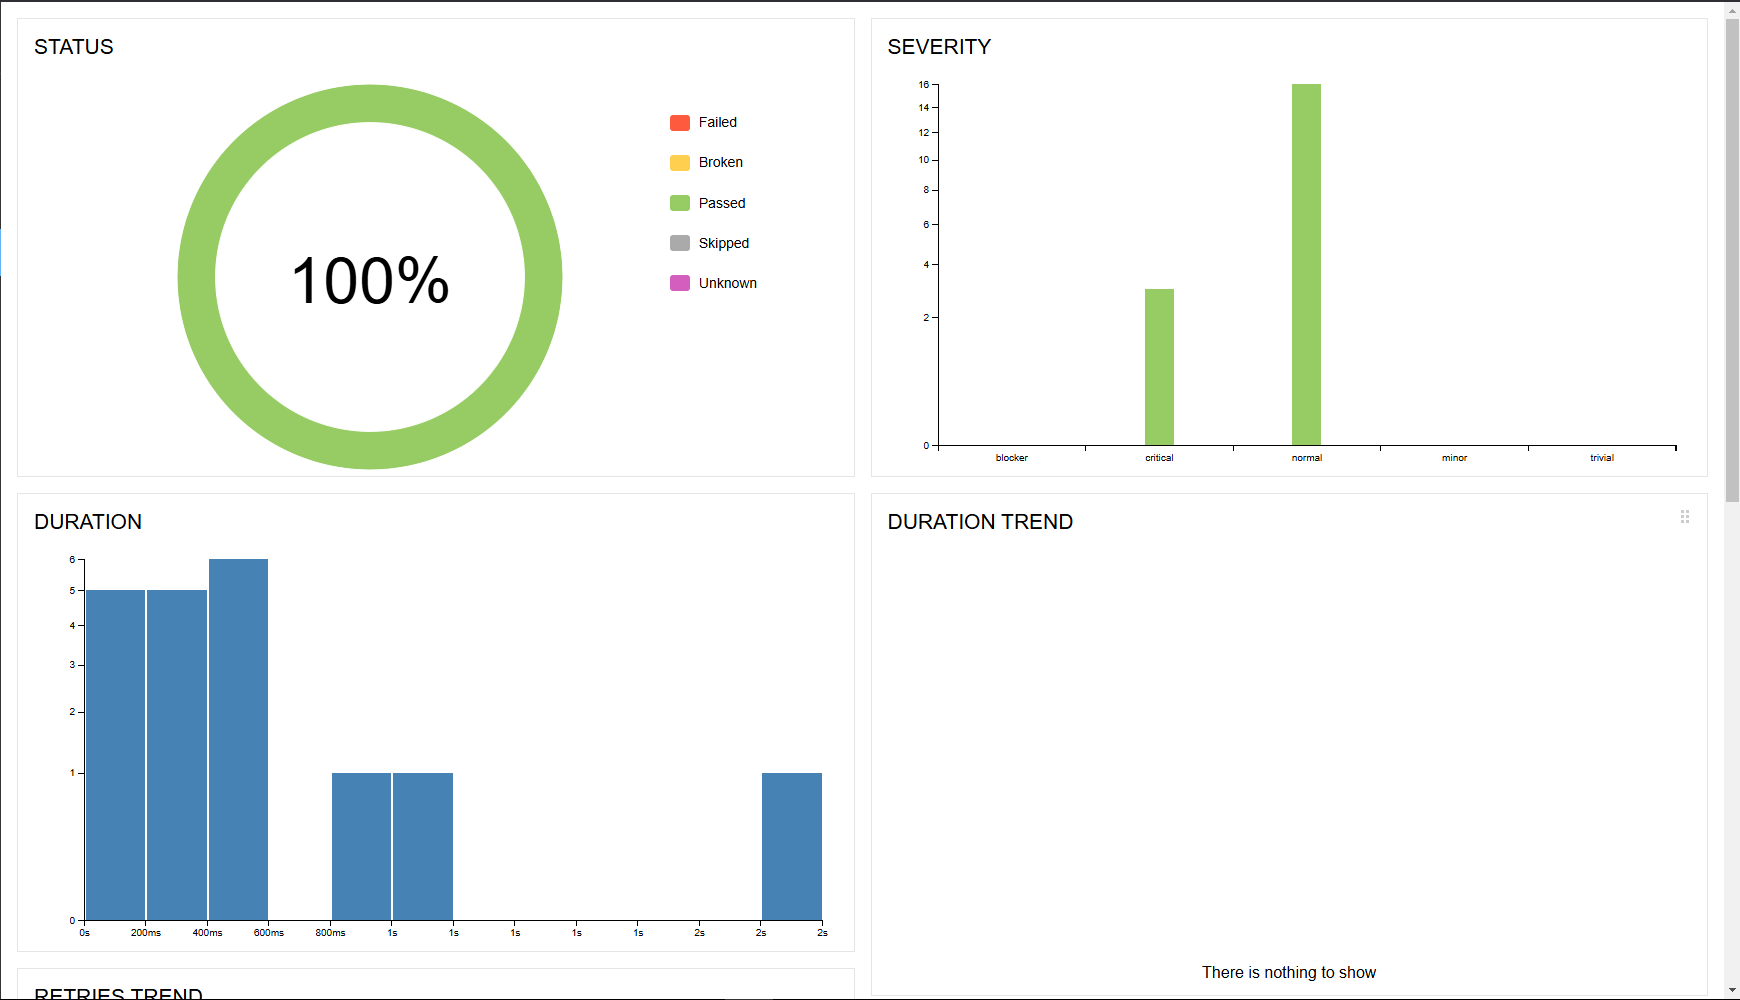 STATUS
100%
Failed
Broken
Passed
Skipped
Unknown
SEVERITY
16
14
12
10
8
6
4
2
0
blocker critical normal minor trivial
DURATION
6
5
4
3
2
1
0
0s 200ms 400ms 600ms 800ms 1s 1s 1s 1s 1s 2s 2s 2s
DURATION TREND
There is nothing to show
RETRIES TREND